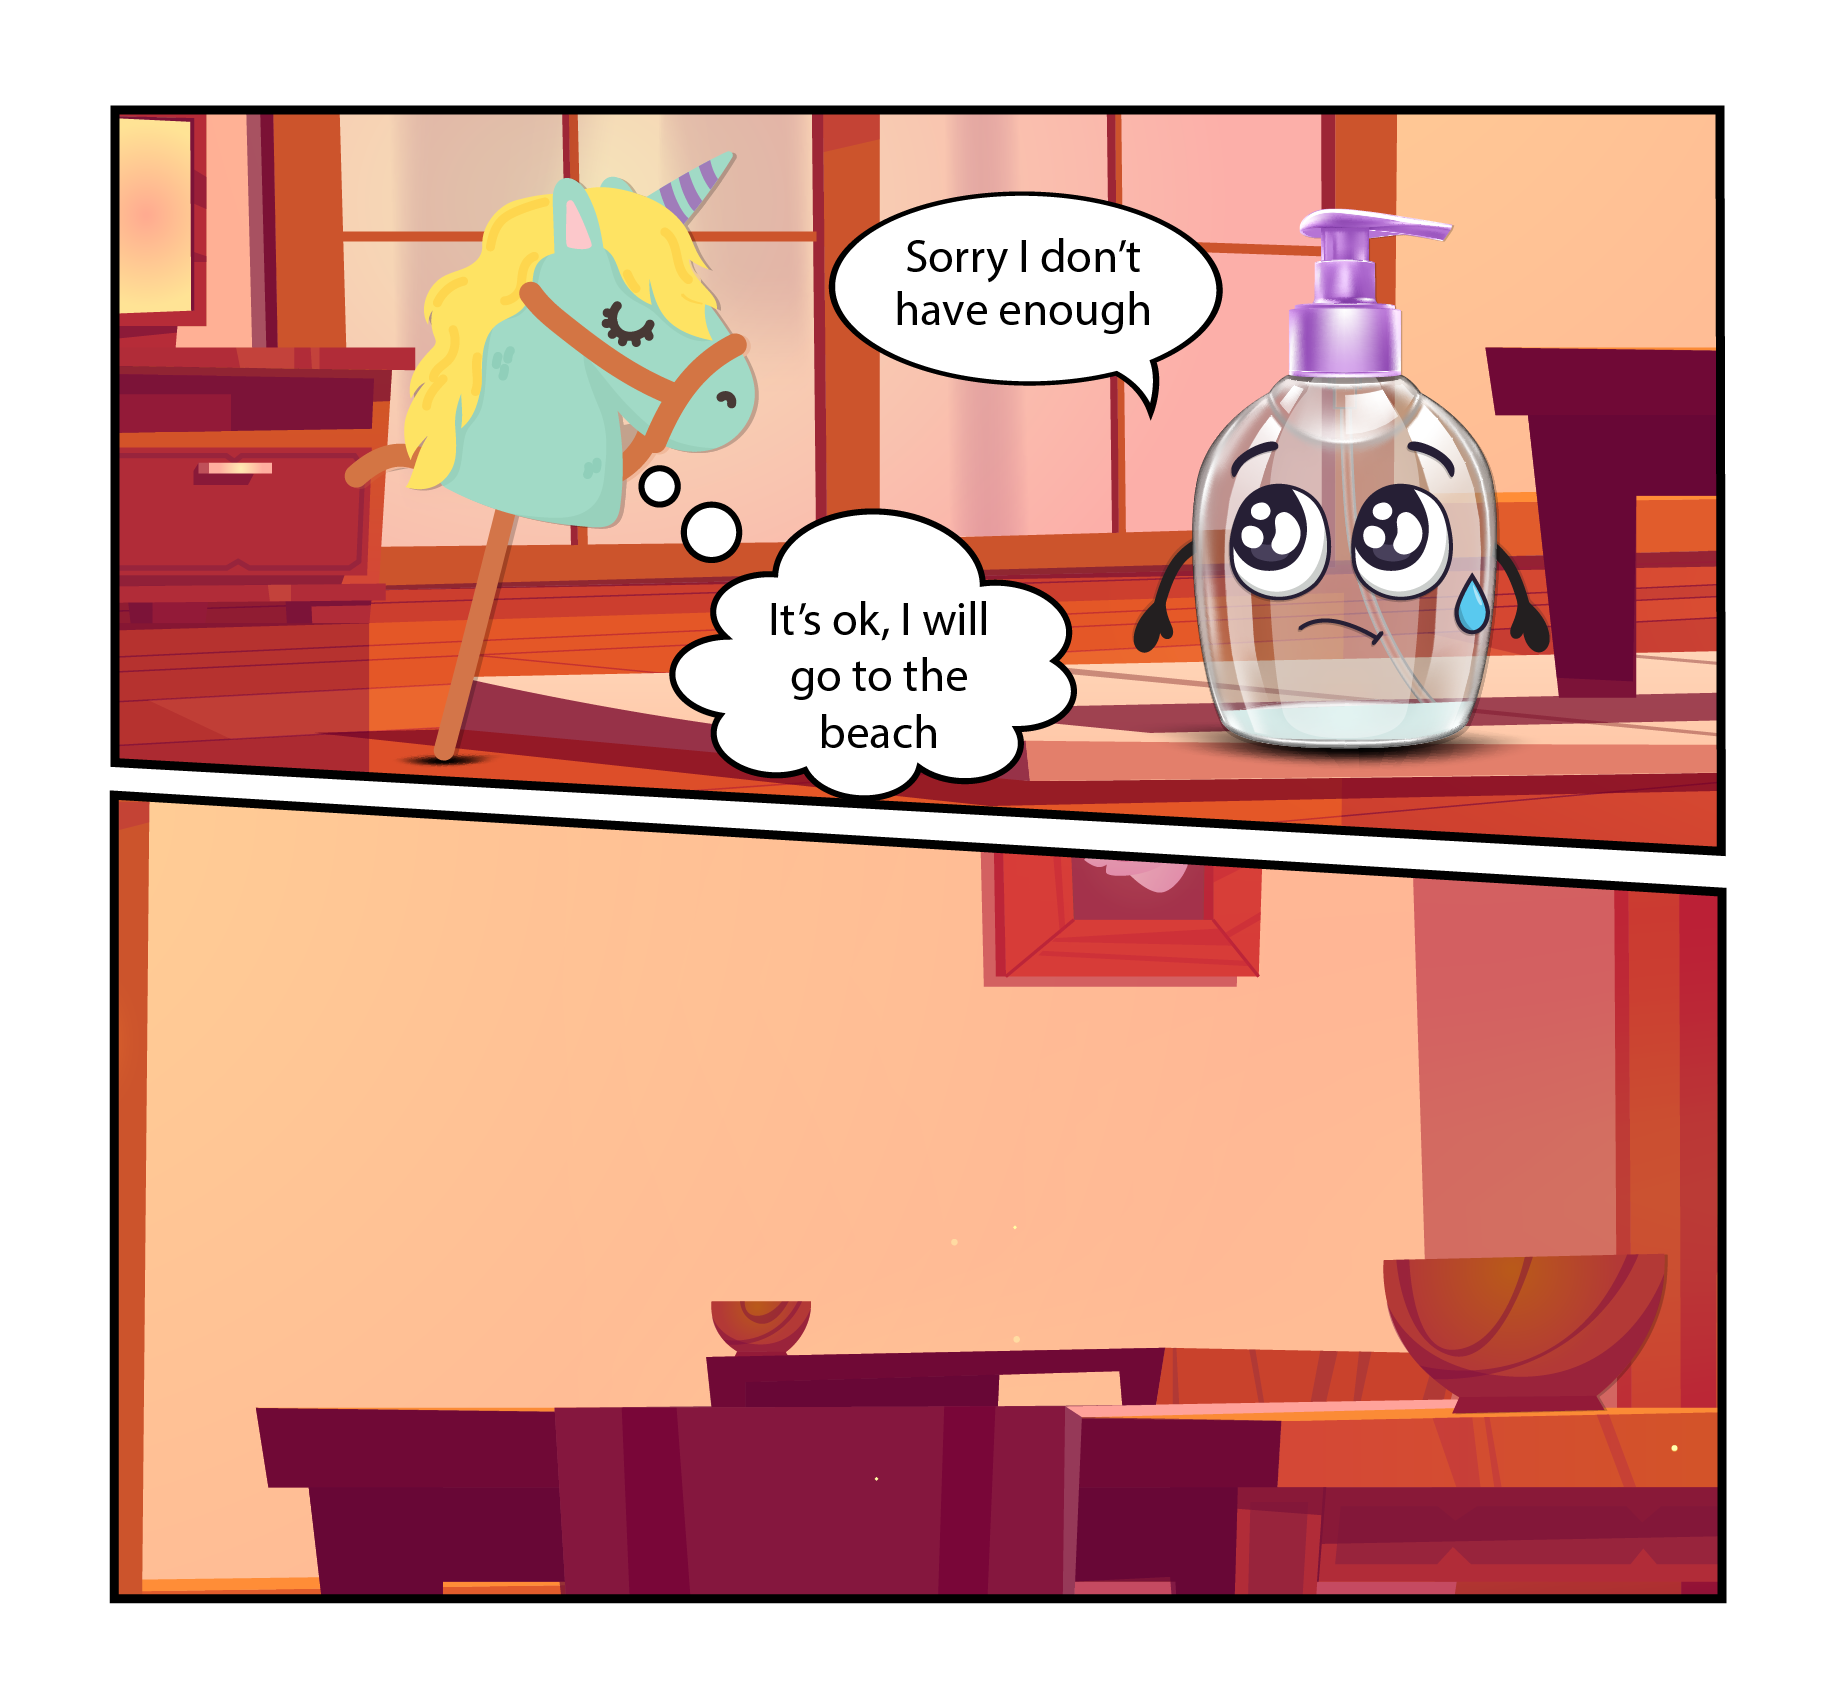 Sorry I don’t
have enough
It’s ok, I will
go to the
beach